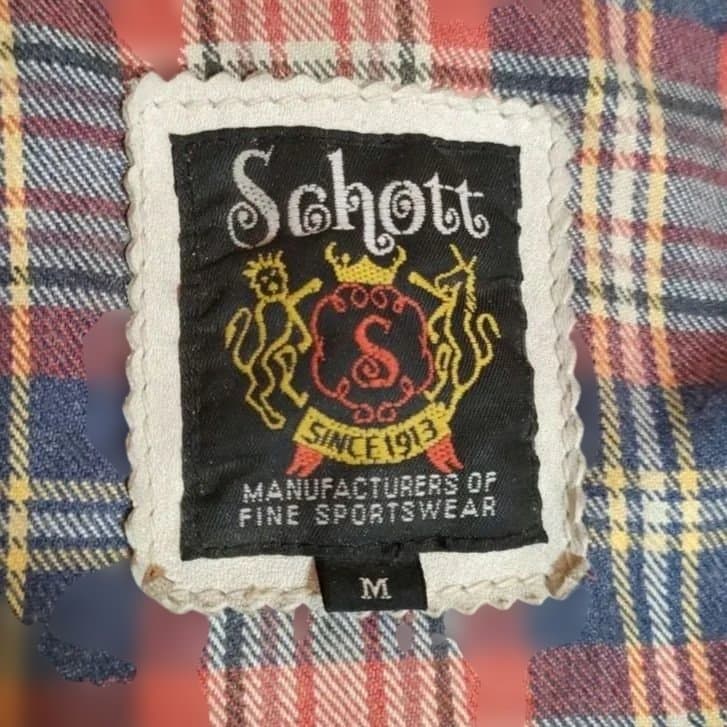 Schott
S
SINCE 1913
MANUFACTURERS OF
FINE SPORTSWEAR
M